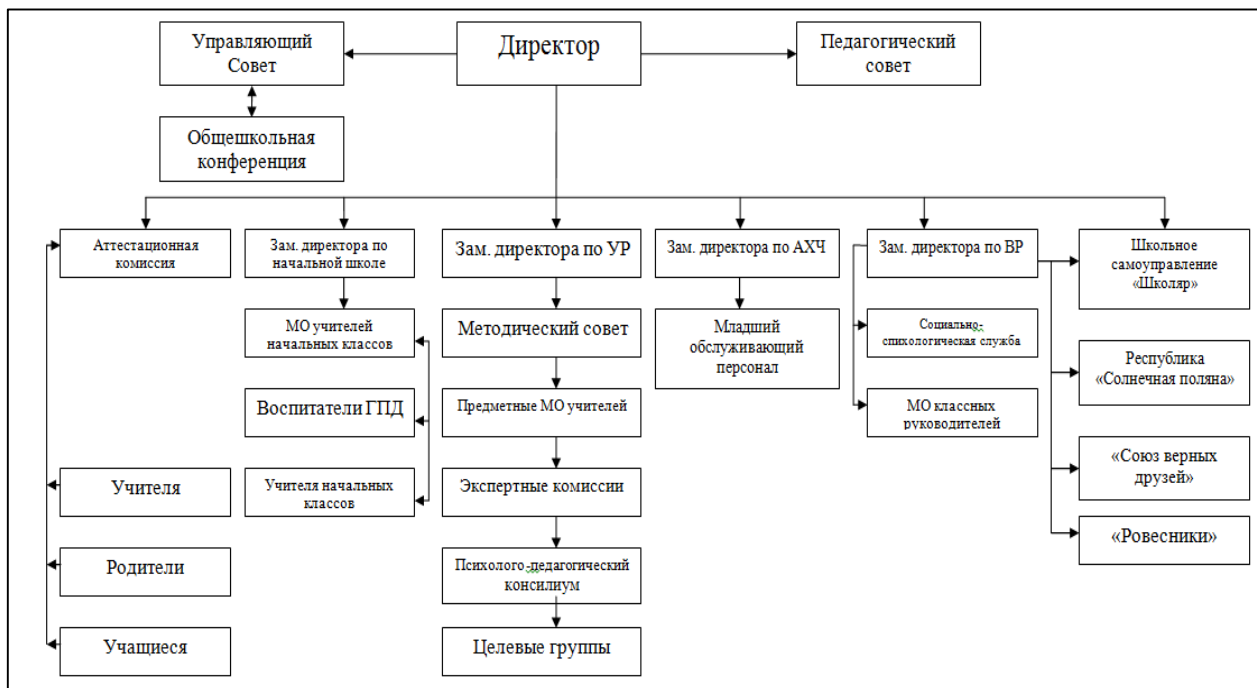 Управляющий
Совет
Директор
Педагогический
совет
Общешкольная
конференция
Аттестационная
комиссия
Зам. директора по
начальной школе
Зам. директора по УР
Зам. директора по АХЧ
Зам. директора по ВР
Школьное
самоуправление
«Школяр»
МО учителей
начальных классов
Методический совет
Младший
обслуживающий
персонал
Социально-
спихологическая служба
Республика
«Солнечная поляна»
Воспитатели ГПД
Предметные МО учителей
МО классных
руководителей
Учителя
Учителя начальных
классов
Экспертные комиссии
«Союз верных
друзей»
«Ровесники»
Родители
Психолого-педагогический
консилиум
Учащиеся
Целевые группы